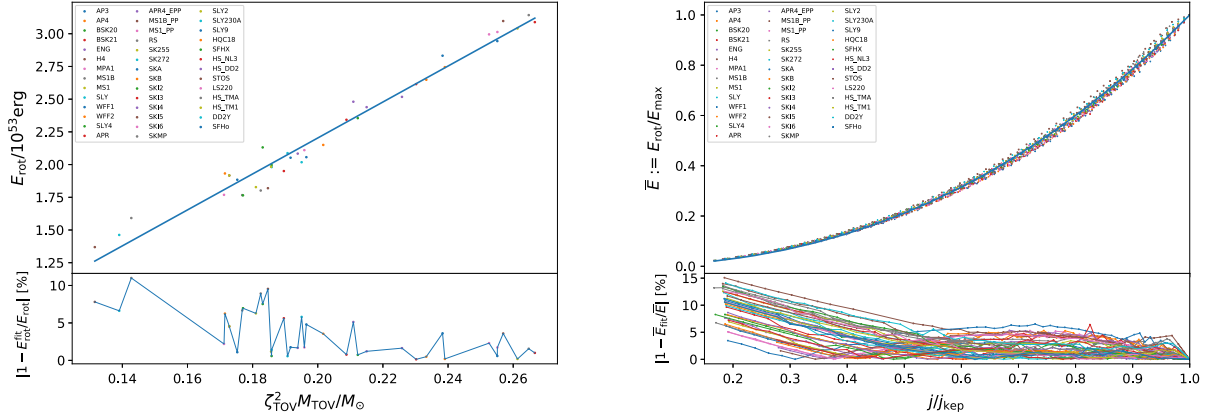 AP3
AP4
BSK20
BSK21
ENG
H4
MPA1
MS1B
MS1
SLY
WFF1
WFF2
SLY4
APR
APR4_EPP
MS1B_PP
MS1_PP
RS
SK255
SK272
SKA
SKB
SKI2
SKI3
SKI4
SKI5
SKI6
SKMP
SLY2
SLY230A
SLY9
HQC18
SFHX
HS_NL3
HS_DD2
STOS
LS220
HS_TMA
HS_TM1
DD2Y
SFHo
3.00
2.75
2.50
2.25
2.00
1.75
1.50
1.25
E_rot/10^53 erg
10
5
0
|1 − E^fit_rot/E_rot| [%]
0.14 0.16 0.18 0.20 0.22 0.24 0.26
ζ²_TOV M_TOV/M_⊙
AP3
AP4
BSK20
BSK21
ENG
H4
MPA1
MS1B
MS1
SLY
WFF1
WFF2
SLY4
APR
APR4_EPP
MS1B_PP
MS1_PP
RS
SK255
SK272
SKA
SKB
SKI2
SKI3
SKI4
SKI5
SKI6
SKMP
SLY2
SLY230A
SLY9
HQC18
SFHX
HS_NL3
HS_DD2
STOS
LS220
HS_TMA
HS_TM1
DD2Y
SFHo
1.0
0.8
0.6
0.4
0.2
0.0
E̅ := E_rot/E_max
15
10
5
0
|1 − E̅_fit/E̅| [%]
0.2 0.3 0.4 0.5 0.6 0.7 0.8 0.9 1.0
j/j_kep